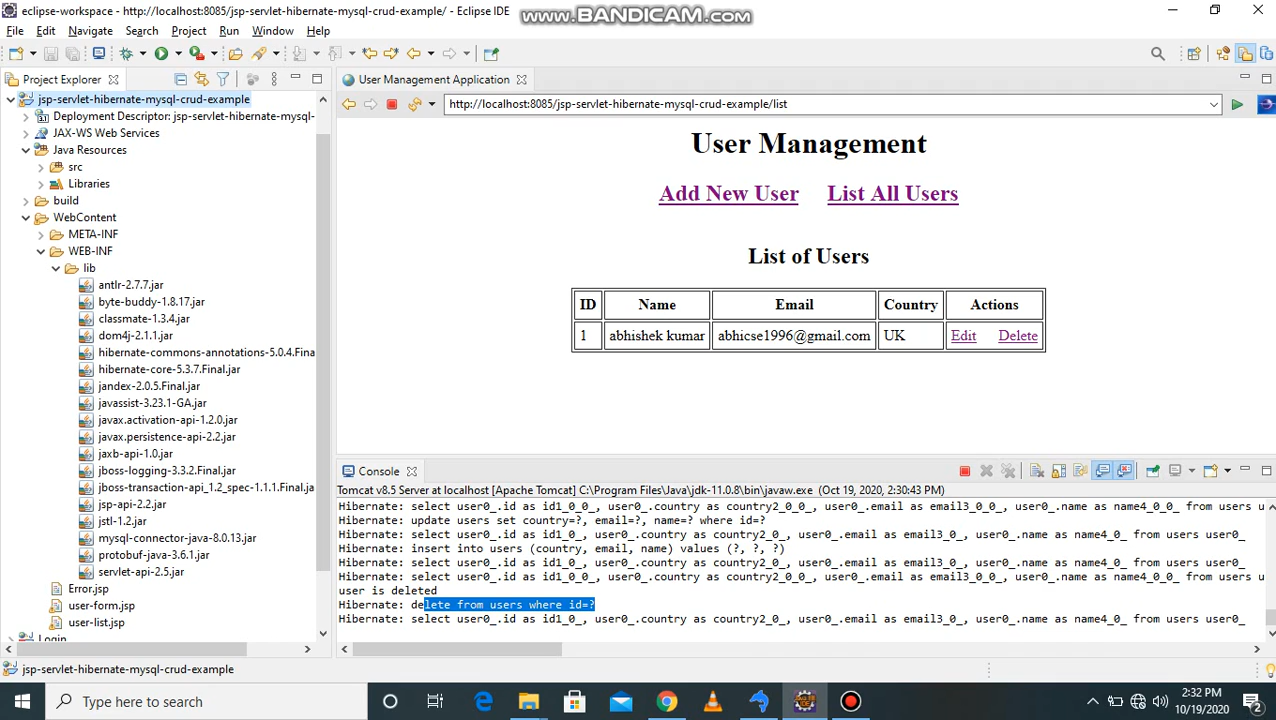 eclipse-workspace - http://localhost:8085/jsp-servlet-hibernate-mysql-crud-example/ - Eclipse IDE
www.BANDICAM.com
File Edit Navigate Search Project Run Window Help
Project Explorer
User Management Application
jsp-servlet-hibernate-mysql-crud-example
Deployment Descriptor: jsp-servlet-hibernate-mysql-
JAX-WS Web Services
Java Resources
src
Libraries
build
WebContent
META-INF
WEB-INF
lib
antlr-2.7.7.jar
byte-buddy-1.8.17.jar
classmate-1.3.4.jar
dom4j-2.1.1.jar
hibernate-commons-annotations-5.0.4.Fina
hibernate-core-5.3.7.Final.jar
jandex-2.0.5.Final.jar
javassist-3.23.1-GA.jar
javax.activation-api-1.2.0.jar
javax.persistence-api-2.2.jar
jaxb-api-1.0.jar
jboss-logging-3.3.2.Final.jar
jboss-transaction-api_1.2_spec-1.1.1.Final.ja
jsp-api-2.2.jar
jstl-1.2.jar
mysql-connector-java-8.0.13.jar
protobuf-java-3.6.1.jar
servlet-api-2.5.jar
Error.jsp
user-form.jsp
user-list.jsp
Login
http://localhost:8085/jsp-servlet-hibernate-mysql-crud-example/list
User Management
Add New User List All Users
List of Users
ID Name Email Country Actions
1 abhishek kumar abhicse1996@gmail.com UK Edit Delete
Console
Tomcat v8.5 Server at localhost [Apache Tomcat] C:\Program Files\Java\jdk-11.0.8\bin\javaw.exe (Oct 19, 2020, 2:30:43 PM)
Hibernate: select user0_.id as id1_0_0_, user0_.country as country2_0_0_, user0_.email as email3_0_0_, user0_.name as name4_0_0_ from users u
Hibernate: update users set country=?, email=?, name=? where id=?
Hibernate: select user0_.id as id1_0_, user0_.country as country2_0_, user0_.email as email3_0_, user0_.name as name4_0_ from users user0_
Hibernate: insert into users (country, email, name) values (?, ?, ?)
Hibernate: select user0_.id as id1_0_, user0_.country as country2_0_, user0_.email as email3_0_, user0_.name as name4_0_ from users user0_
Hibernate: select user0_.id as id1_0_0_, user0_.country as country2_0_0_, user0_.email as email3_0_0_, user0_.name as name4_0_0_ from users u
user is deleted
Hibernate: delete from users where id=?
Hibernate: select user0_.id as id1_0_, user0_.country as country2_0_, user0_.email as email3_0_, user0_.name as name4_0_ from users user0_
jsp-servlet-hibernate-mysql-crud-example
Type here to search
2:32 PM
10/19/2020
2